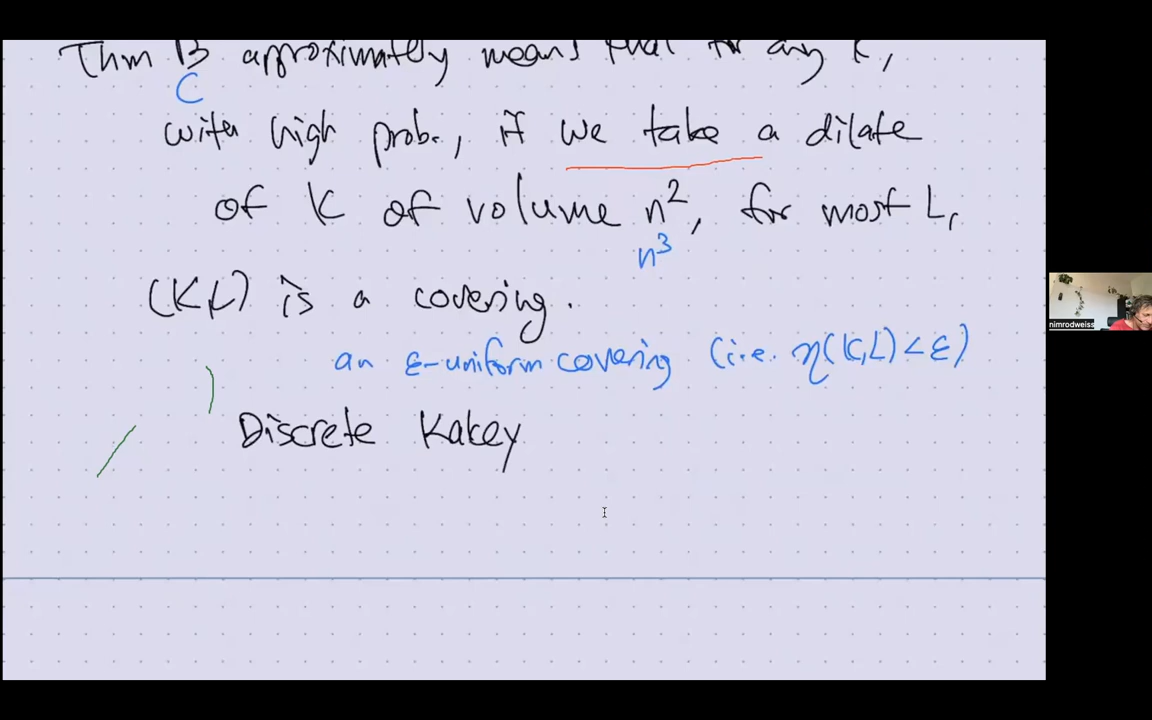 Thm B approximately means that for any K,
C
with high prob., if we take a dilate
of K of volume n², for most L,
n³
(K,L) is a covering.
an ε-uniform covering (i.e. η(K,L) < ε)
Discrete Kakey
nimrodweiss